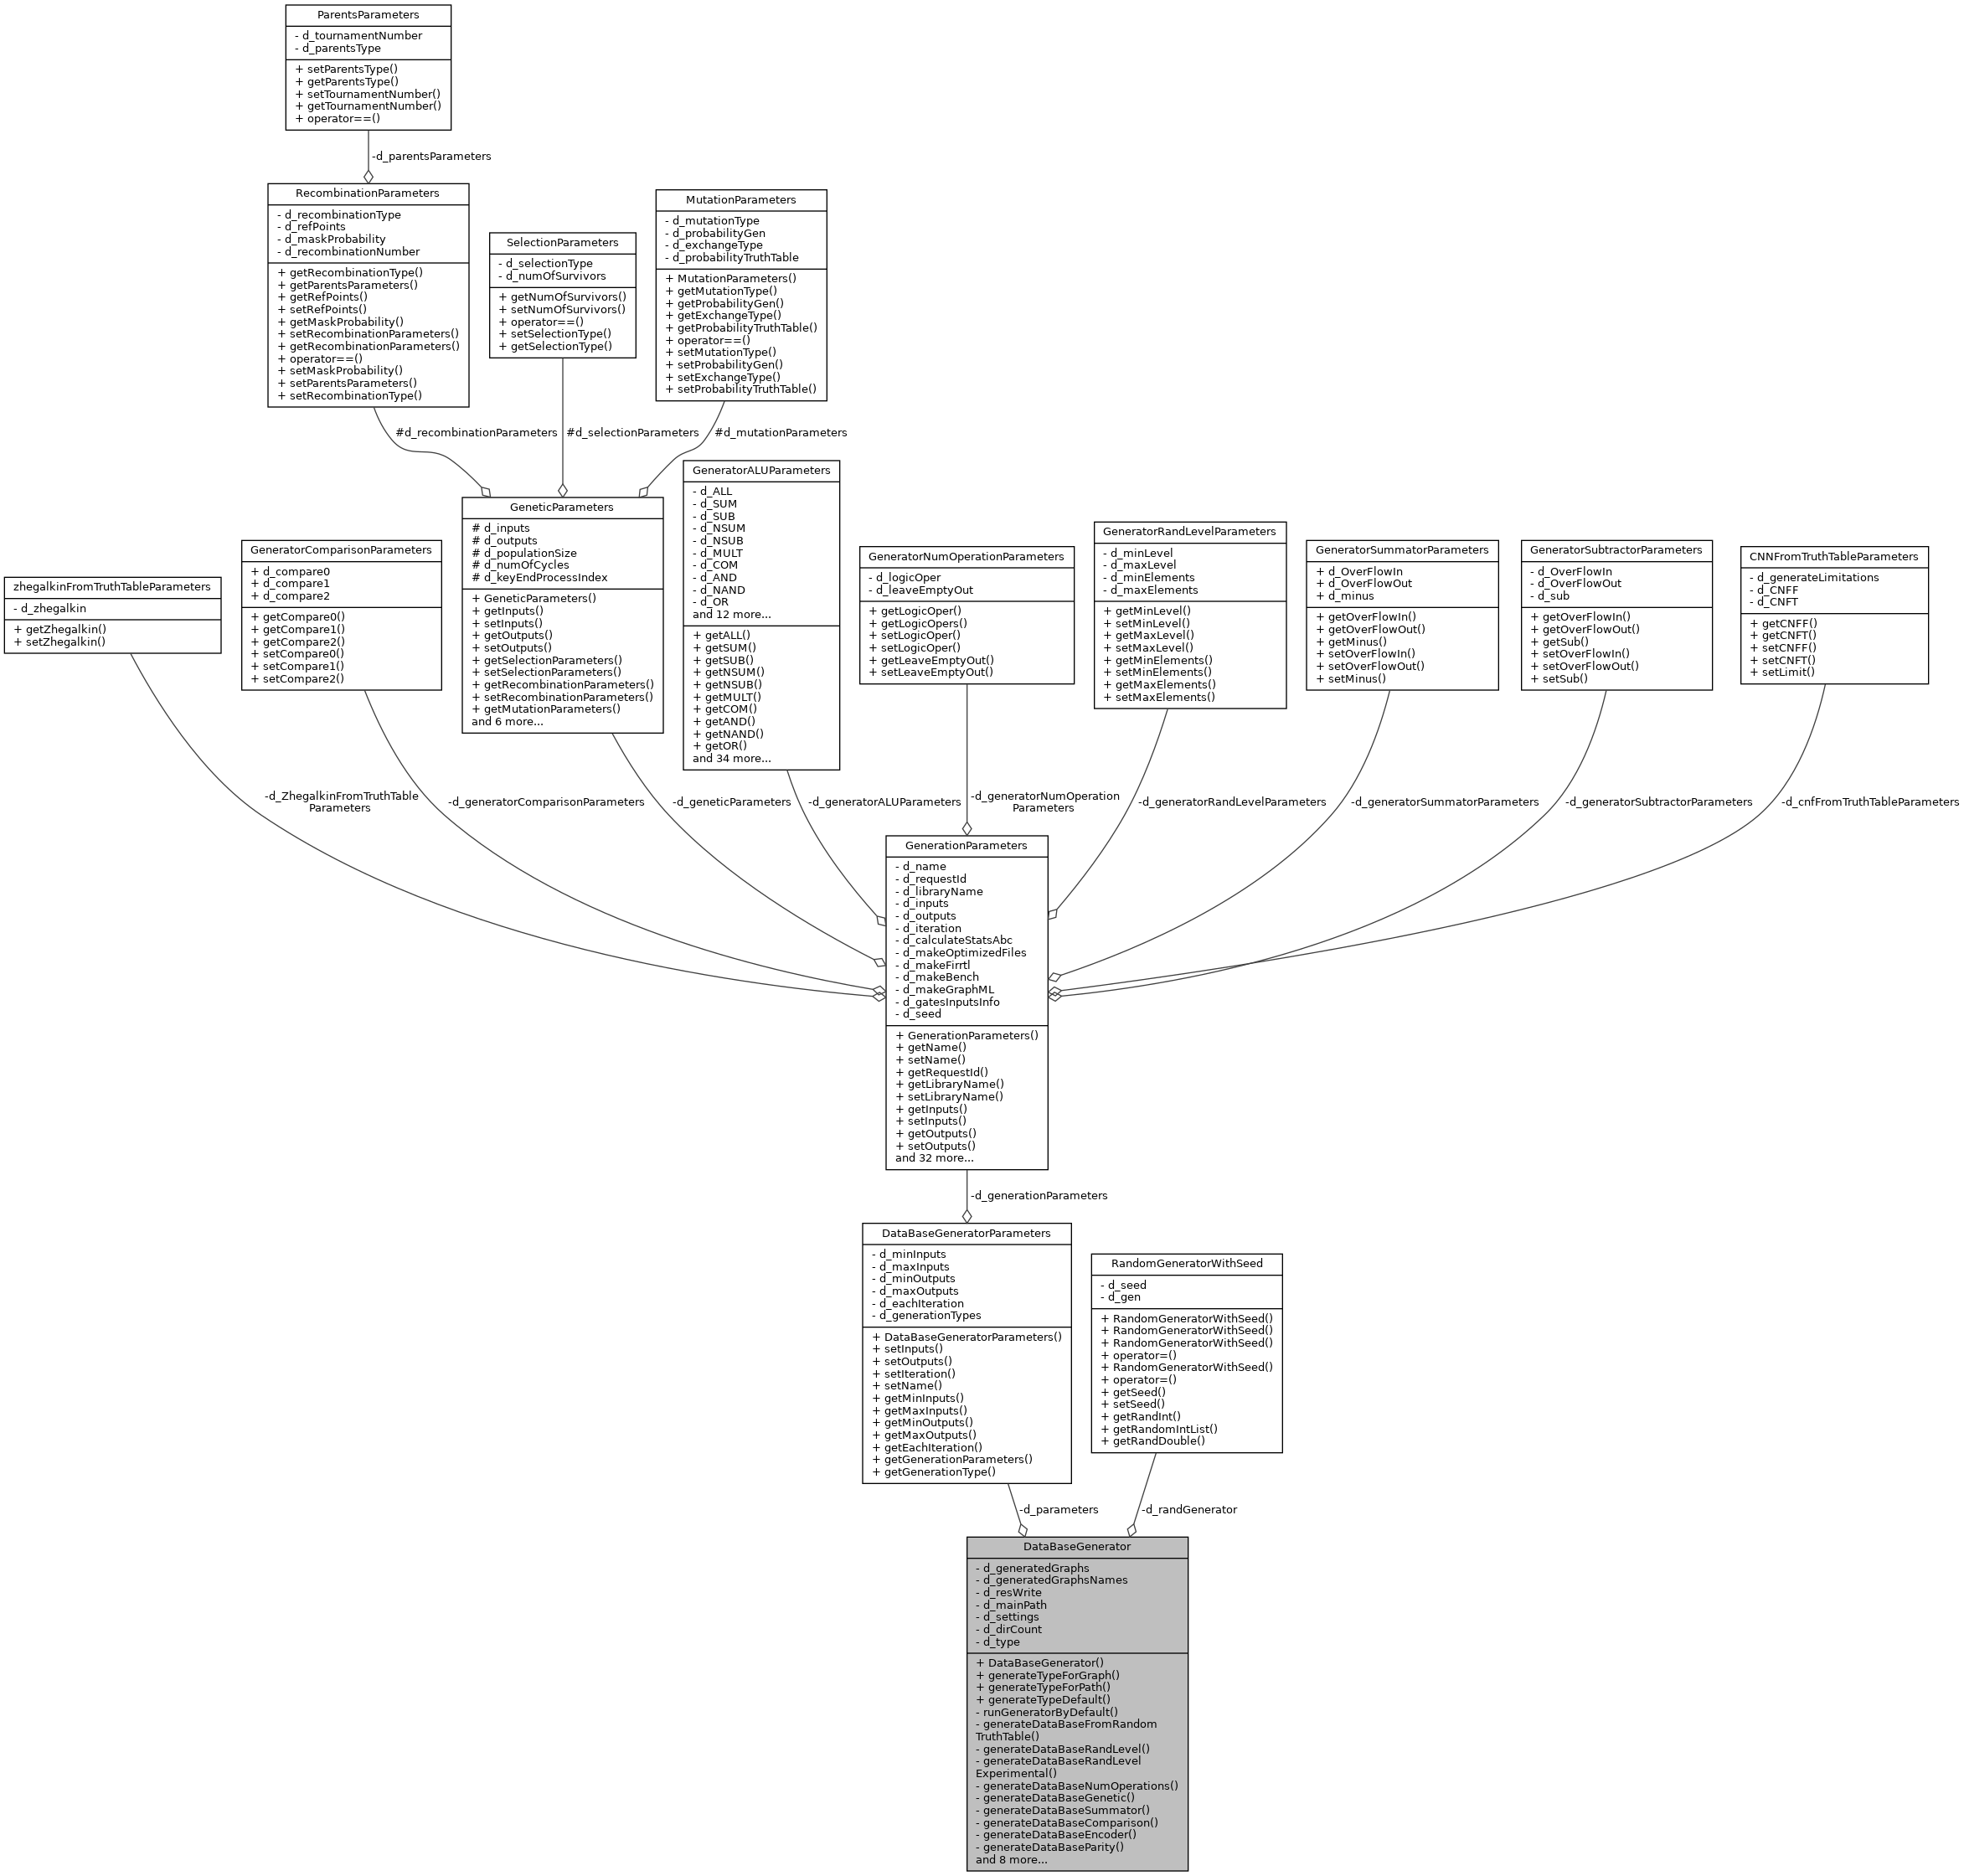 ParentsParameters
- d_tournamentNumber
- d_parentsType
+ setParentsType()
+ getParentsType()
+ setTournamentNumber()
+ getTournamentNumber()
+ operator==()
-d_parentsParameters
RecombinationParameters
- d_recombinationType
- d_refPoints
- d_maskProbability
- d_recombinationNumber
+ getRecombinationType()
+ getParentsParameters()
+ getRefPoints()
+ setRefPoints()
+ getMaskProbability()
+ setRecombinationParameters()
+ getRecombinationParameters()
+ operator==()
+ setMaskProbability()
+ setParentsParameters()
+ setRecombinationType()
SelectionParameters
- d_selectionType
- d_numOfSurvivors
+ getNumOfSurvivors()
+ setNumOfSurvivors()
+ operator==()
+ setSelectionType()
+ getSelectionType()
MutationParameters
- d_mutationType
- d_probabilityGen
- d_exchangeType
- d_probabilityTruthTable
+ MutationParameters()
+ getMutationType()
+ getProbabilityGen()
+ getExchangeType()
+ getProbabilityTruthTable()
+ operator==()
+ setMutationType()
+ setProbabilityGen()
+ setExchangeType()
+ setProbabilityTruthTable()
#d_recombinationParameters
#d_selectionParameters
#d_mutationParameters
zhegalkinFromTruthTableParameters
- d_zhegalkin
+ getZhegalkin()
+ setZhegalkin()
GeneratorComparisonParameters
+ d_compare0
+ d_compare1
+ d_compare2
+ getCompare0()
+ getCompare1()
+ getCompare2()
+ setCompare0()
+ setCompare1()
+ setCompare2()
GeneticParameters
# d_inputs
# d_outputs
# d_populationSize
# d_numOfCycles
# d_keyEndProcessIndex
+ GeneticParameters()
+ getInputs()
+ setInputs()
+ getOutputs()
+ setOutputs()
+ getSelectionParameters()
+ setSelectionParameters()
+ getRecombinationParameters()
+ setRecombinationParameters()
+ getMutationParameters()
and 6 more...
GeneratorALUParameters
- d_ALL
- d_SUM
- d_SUB
- d_NSUM
- d_NSUB
- d_MULT
- d_COM
- d_AND
- d_NAND
- d_OR
and 12 more...
+ getALL()
+ getSUM()
+ getSUB()
+ getNSUM()
+ getNSUB()
+ getMULT()
+ getCOM()
+ getAND()
+ getNAND()
+ getOR()
and 34 more...
GeneratorNumOperationParameters
- d_logicOper
- d_leaveEmptyOut
+ getLogicOper()
+ getLogicOpers()
+ setLogicOper()
+ setLogicOper()
+ getLeaveEmptyOut()
+ setLeaveEmptyOut()
GeneratorRandLevelParameters
- d_minLevel
- d_maxLevel
- d_minElements
- d_maxElements
+ getMinLevel()
+ setMinLevel()
+ getMaxLevel()
+ setMaxLevel()
+ getMinElements()
+ setMinElements()
+ getMaxElements()
+ setMaxElements()
GeneratorSummatorParameters
+ d_OverFlowIn
+ d_OverFlowOut
+ d_minus
+ getOverFlowIn()
+ getOverFlowOut()
+ getMinus()
+ setOverFlowIn()
+ setOverFlowOut()
+ setMinus()
GeneratorSubtractorParameters
- d_OverFlowIn
- d_OverFlowOut
- d_sub
+ getOverFlowIn()
+ getOverFlowOut()
+ getSub()
+ setOverFlowIn()
+ setOverFlowOut()
+ setSub()
CNNFromTruthTableParameters
- d_generateLimitations
- d_CNFF
- d_CNFT
+ getCNFF()
+ getCNFT()
+ setCNFF()
+ setCNFT()
+ setLimit()
-d_ZhegalkinFromTruthTable
Parameters
-d_generatorComparisonParameters
-d_geneticParameters
-d_generatorALUParameters
-d_generatorNumOperation
Parameters
-d_generatorRandLevelParameters
-d_generatorSummatorParameters
-d_generatorSubtractorParameters
-d_cnfFromTruthTableParameters
GenerationParameters
- d_name
- d_requestId
- d_libraryName
- d_inputs
- d_outputs
- d_iteration
- d_calculateStatsAbc
- d_makeOptimizedFiles
- d_makeFirrtl
- d_makeBench
- d_makeGraphML
- d_gatesInputsInfo
- d_seed
+ GenerationParameters()
+ getName()
+ setName()
+ getRequestId()
+ getLibraryName()
+ setLibraryName()
+ getInputs()
+ setInputs()
+ getOutputs()
+ setOutputs()
and 32 more...
-d_generationParameters
DataBaseGeneratorParameters
- d_minInputs
- d_maxInputs
- d_minOutputs
- d_maxOutputs
- d_eachIteration
- d_generationTypes
+ DataBaseGeneratorParameters()
+ setInputs()
+ setOutputs()
+ setIteration()
+ setName()
+ getMinInputs()
+ getMaxInputs()
+ getMinOutputs()
+ getMaxOutputs()
+ getEachIteration()
+ getGenerationParameters()
+ getGenerationType()
RandomGeneratorWithSeed
- d_seed
- d_gen
+ RandomGeneratorWithSeed()
+ RandomGeneratorWithSeed()
+ RandomGeneratorWithSeed()
+ operator=()
+ RandomGeneratorWithSeed()
+ operator=()
+ getSeed()
+ setSeed()
+ getRandInt()
+ getRandomIntList()
+ getRandDouble()
-d_parameters
-d_randGenerator
DataBaseGenerator
- d_generatedGraphs
- d_generatedGraphsNames
- d_resWrite
- d_mainPath
- d_settings
- d_dirCount
- d_type
+ DataBaseGenerator()
+ generateTypeForGraph()
+ generateTypeForPath()
+ generateTypeDefault()
- runGeneratorByDefault()
- generateDataBaseFromRandom
TruthTable()
- generateDataBaseRandLevel()
- generateDataBaseRandLevel
Experimental()
- generateDataBaseNumOperations()
- generateDataBaseGenetic()
- generateDataBaseSummator()
- generateDataBaseComparison()
- generateDataBaseEncoder()
- generateDataBaseParity()
and 8 more...